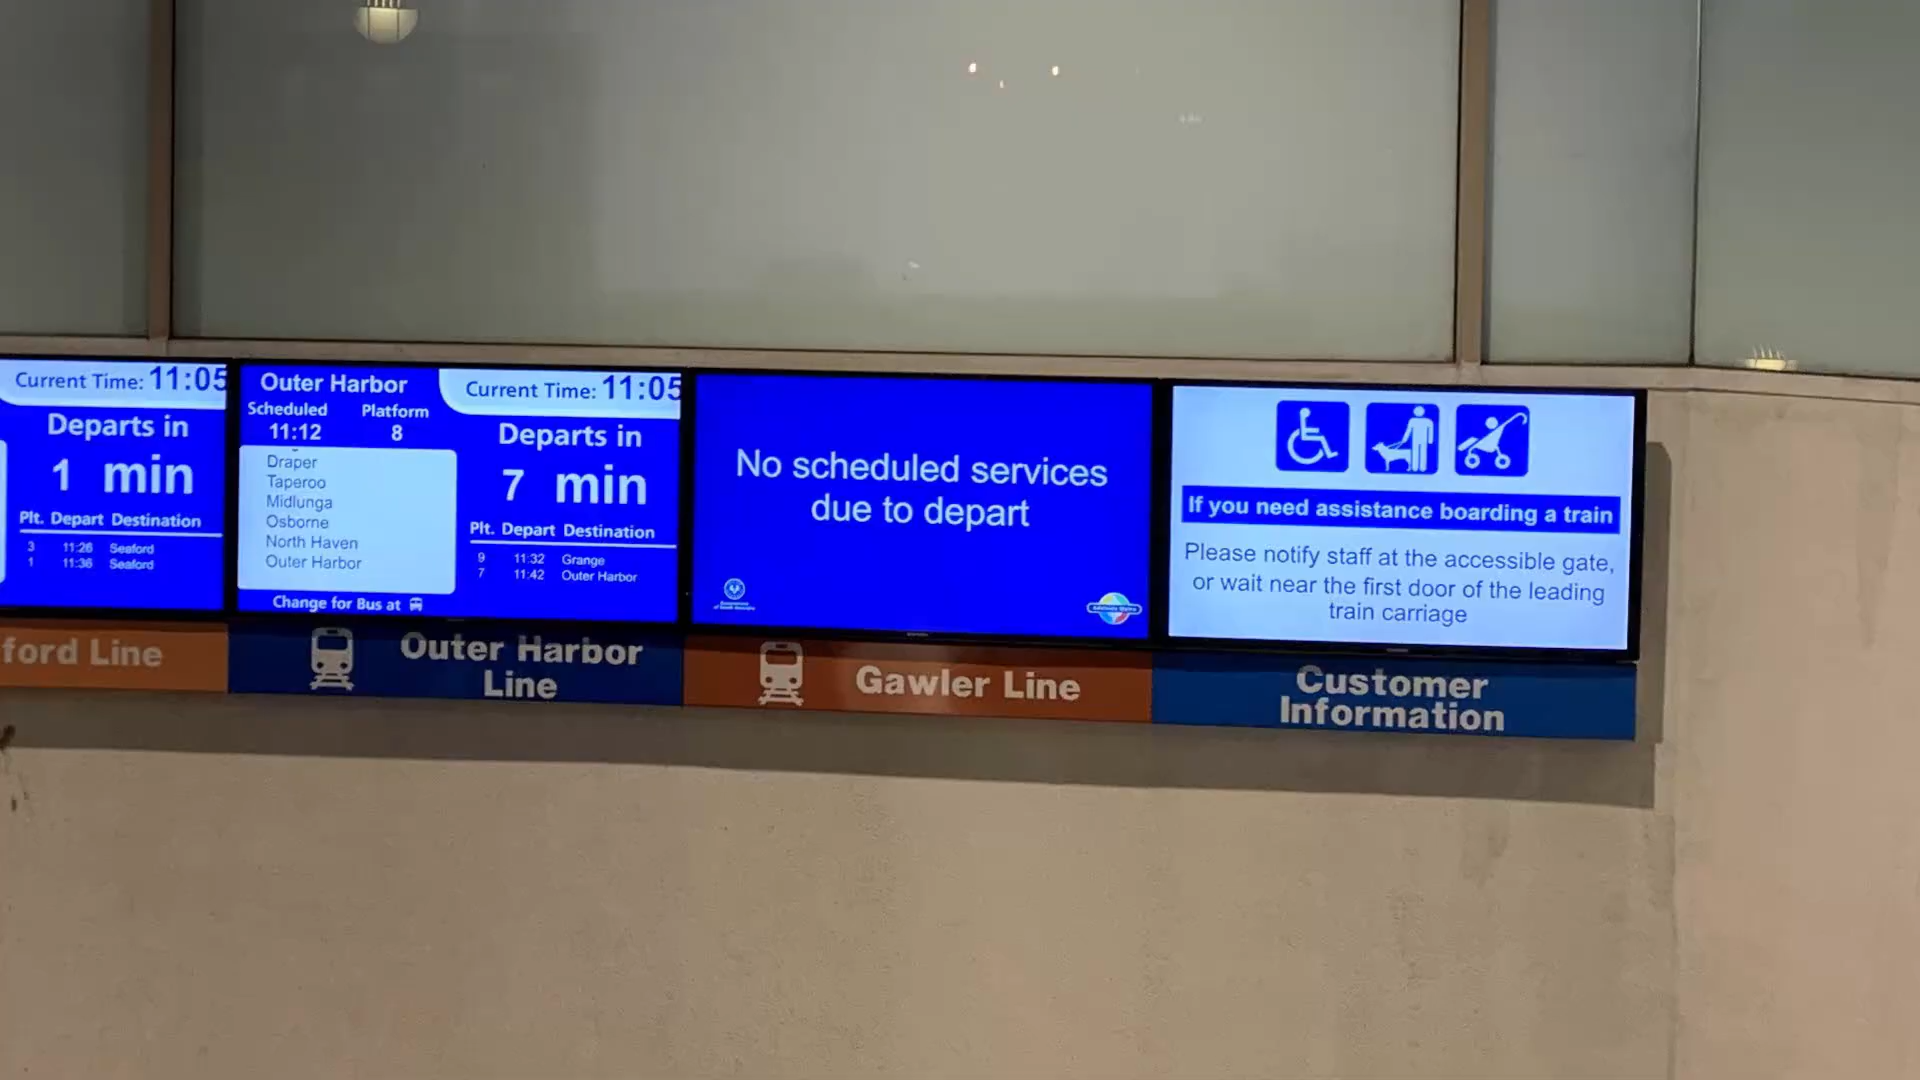 Current Time: 11:05
Departs in
1 min
Plt. Depart Destination
3 11:26 Seaford
1 11:36 Seaford
ford Line
Outer Harbor
Current Time: 11:05
Scheduled Platform
11:12 8
Departs in
7 min
Draper
Taperoo
Midlunga
Osborne
North Haven
Outer Harbor
Change for Bus at
Plt. Depart Destination
9 11:32 Grange
7 11:42 Outer Harbor
Outer Harbor
Line
No scheduled services
due to depart
Gawler Line
If you need assistance boarding a train
Please notify staff at the accessible gate,
or wait near the first door of the leading
train carriage
Customer
Information